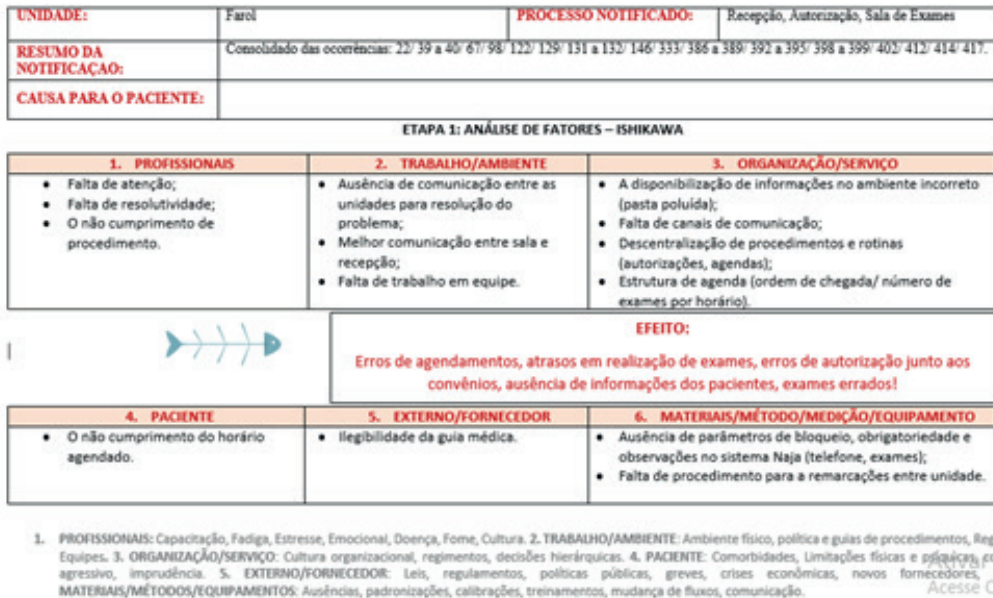 UNIDADE: Farol PROCESSO NOTIFICADO: Recepção, Autorização, Sala de Exames
RESUMO DA NOTIFICAÇAO: Consolidado das ocorrências: 22/ 39 a 40/ 67/ 98/ 122/ 129/ 131 a 132/ 146/ 333/ 386 a 389/ 392 a 395/ 398 a 399/ 402/ 412/ 414/ 417.
CAUSA PARA O PACIENTE:
ETAPA 1: ANÁLISE DE FATORES – ISHIKAWA
1. PROFISSIONAIS
• Falta de atenção;
• Falta de resolutividade;
• O não cumprimento de
procedimento.
2. TRABALHO/AMBIENTE
• Ausência de comunicação entre as
unidades para resolução do
problema;
• Melhor comunicação entre sala e
recepção;
• Falta de trabalho em equipe.
3. ORGANIZAÇÃO/SERVIÇO
• A disponibilização de informações no ambiente incorreto
(pasta poluída);
• Falta de canais de comunicação;
• Descentralização de procedimentos e rotinas
(autorizações, agendas);
• Estrutura de agenda (ordem de chegada/ número de
exames por horário).
EFEITO:
Erros de agendamentos, atrasos em realização de exames, erros de autorização junto aos
convênios, ausência de informações dos pacientes, exames errados!
4. PACIENTE
• O não cumprimento do horário
agendado.
5. EXTERNO/FORNECEDOR
• Ilegibilidade da guia médica.
6. MATERIAIS/MÉTODO/MEDIÇÃO/EQUIPAMENTO
• Ausência de parâmetros de bloqueio, obrigatoriedade e
observações no sistema Naja (telefone, exames);
• Falta de procedimento para a remarcações entre unidade.
1. PROFISSIONAIS: Capacitação, Fadiga, Estresse, Emocional, Doença, Fome, Cultura. 2. TRABALHO/AMBIENTE: Ambiente físico, política e guias de procedimentos, Reg
Equipes. 3. ORGANIZAÇÃO/SERVIÇO: Cultura organizacional, regimentos, decisões hierárquicas. 4. PACIENTE: Comorbidades, Limitações físicas e psíquicas, co
agressivo, imprudência. 5. EXTERNO/FORNECEDOR: Leis, regulamentos, políticas públicas, greves, crises econômicas, novos fornecedores,
MATERIAIS/MÉTODOS/EQUIPAMENTOS: Ausências, padronizações, calibrações, treinamentos, mudança de fluxos, comunicação.
Ativar
Acesse C